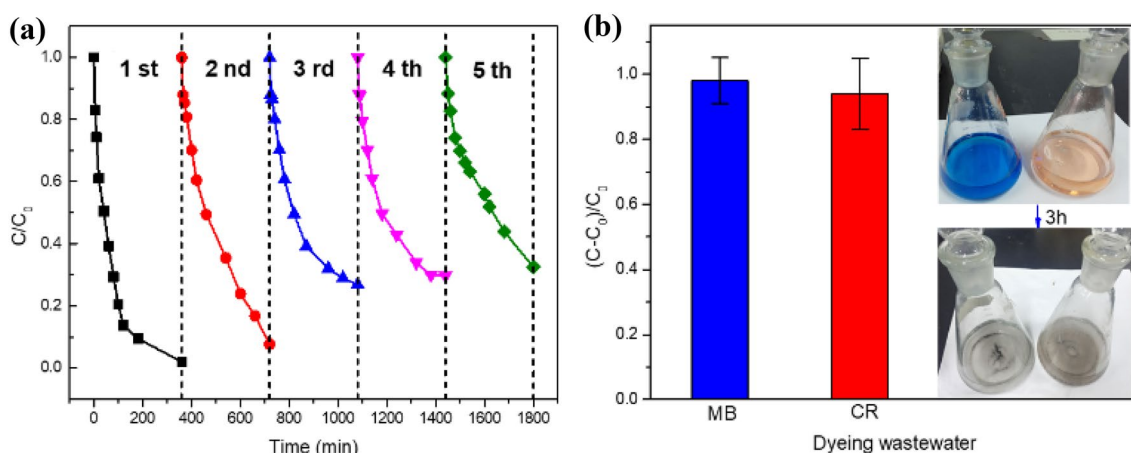 (a)
1 st 2 nd 3 rd 4 th 5 th
1.0
0.8
0.6
0.4
0.2
0.0
C/C▯
0 200 400 600 800 1000 1200 1400 1600 1800
Time (min)
(b)
1.0
0.8
0.6
0.4
0.2
0.0
(C-C₀)/C▯
3h
MB CR
Dyeing wastewater